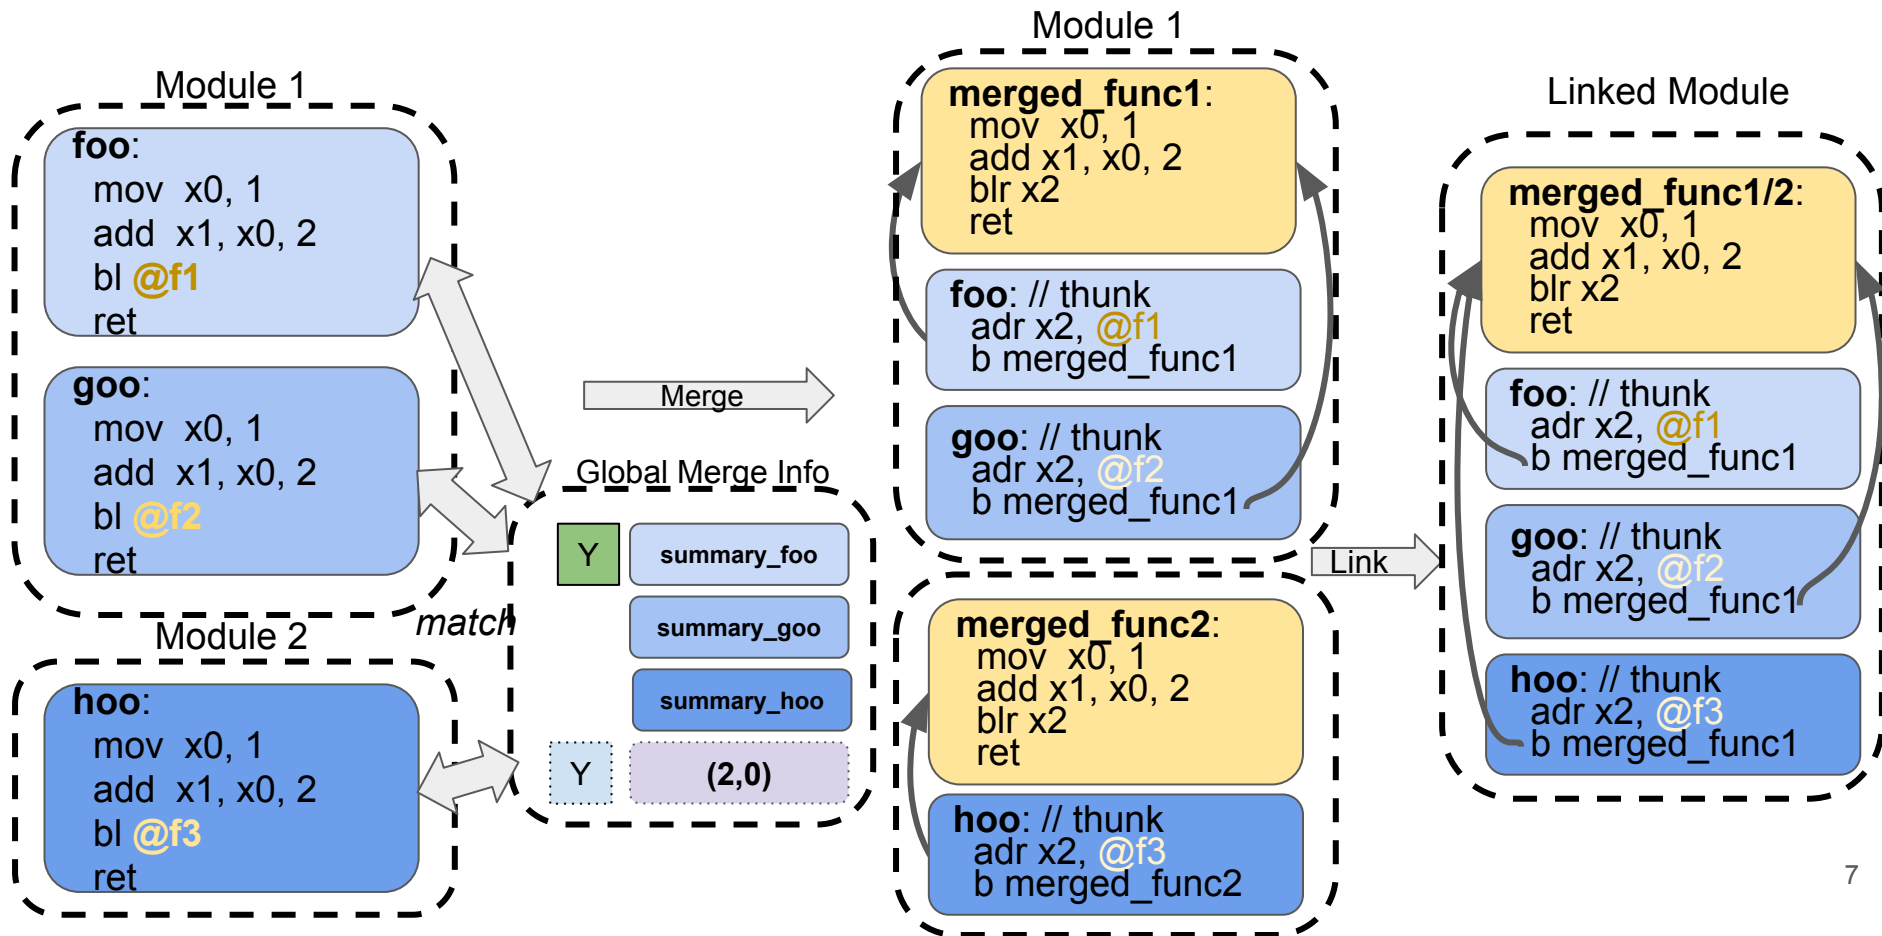 Module 1
foo:
mov x0, 1
add x1, x0, 2
bl @f1
ret
goo:
mov x0, 1
add x1, x0, 2
bl @f2
ret
Module 2
hoo:
mov x0, 1
add x1, x0, 2
bl @f3
ret
match
Merge
Global Merge Info
Y
summary_foo
summary_goo
summary_hoo
Y
(2,0)
Module 1
merged_func1:
mov x0, 1
add x1, x0, 2
blr x2
ret
foo: // thunk
adr x2, @f1
b merged_func1
goo: // thunk
adr x2, @f2
b merged_func1
merged_func2:
mov x0, 1
add x1, x0, 2
blr x2
ret
hoo: // thunk
adr x2, @f3
b merged_func2
Link
Linked Module
merged_func1/2:
mov x0, 1
add x1, x0, 2
blr x2
ret
foo: // thunk
adr x2, @f1
b merged_func1
goo: // thunk
adr x2, @f2
b merged_func1
hoo: // thunk
adr x2, @f3
b merged_func1
7